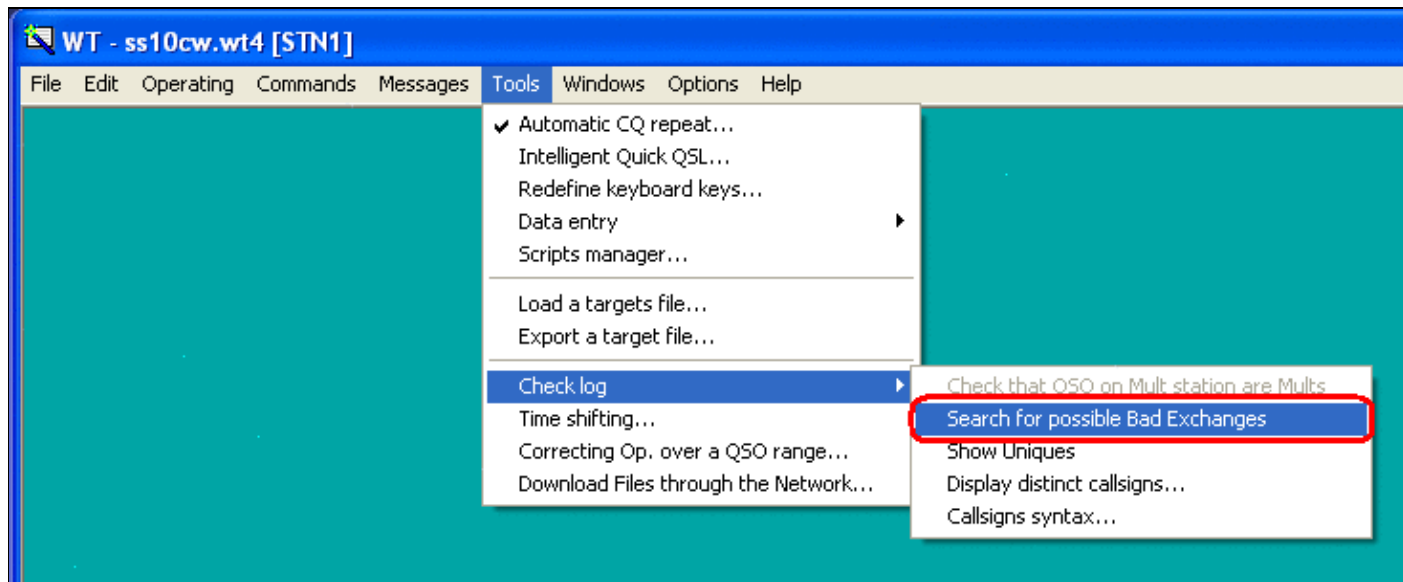 WT - ss10cw.wt4 [STN1]
File Edit Operating Commands Messages Tools Windows Options Help
Automatic CQ repeat...
Intelligent Quick QSL...
Redefine keyboard keys...
Data entry
Scripts manager...
Load a targets file...
Export a target file...
Check log
Time shifting...
Correcting Op. over a QSO range...
Download Files through the Network...
Check that QSO on Mult station are Mults
Search for possible Bad Exchanges
Show Uniques
Display distinct callsigns...
Callsigns syntax...